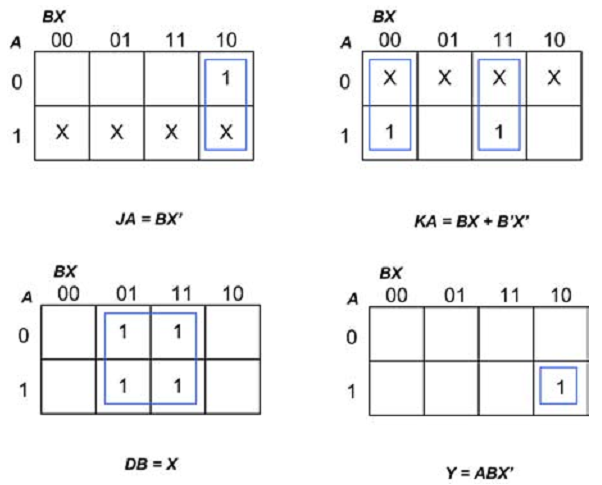 BX
A 00 01 11 10
0 1
1 X X X X
JA = BX'
BX
A 00 01 11 10
0 X X X X
1 1 1
KA = BX + B'X'
BX
A 00 01 11 10
0 1 1
1 1 1
DB = X
BX
A 00 01 11 10
0
1 1
Y = ABX'